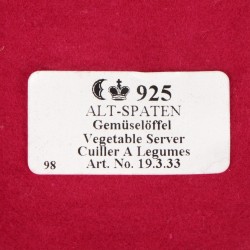 925
ALT-SPATEN
Gemüselöffel
Vegetable Server
Cuiller A Legumes
98 Art. No. 19.3.33